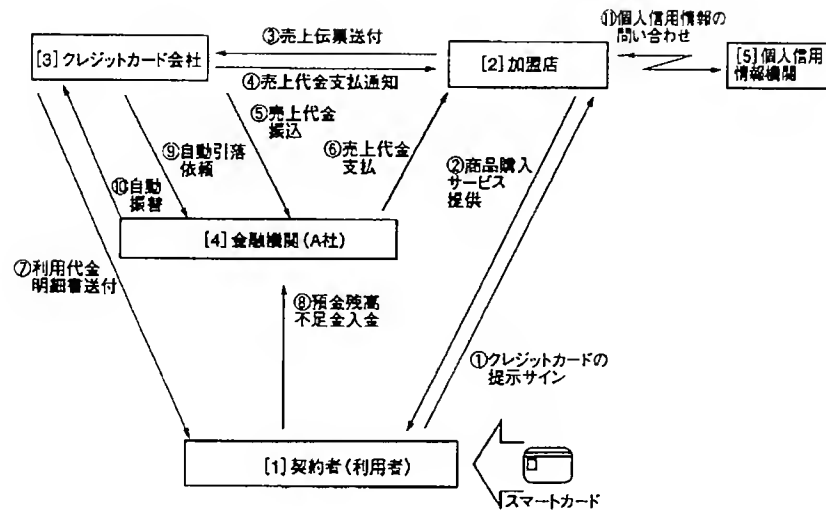 ⑪個人信用情報の
問い合わせ
③売上伝票送付
[3]クレジットカード会社
[2]加盟店
[5]個人信用
情報機関
④売上代金支払通知
⑤売上代金
振込
⑨自動引落
依頼
⑥売上代金
支払
②商品購入
サービス
提供
⑩自動
振替
[4]金融機関(A社)
⑦利用代金
明細書送付
⑧預金残高
不足金入金
①クレジットカードの
提示サイン
[1]契約者(利用者)
スマートカード